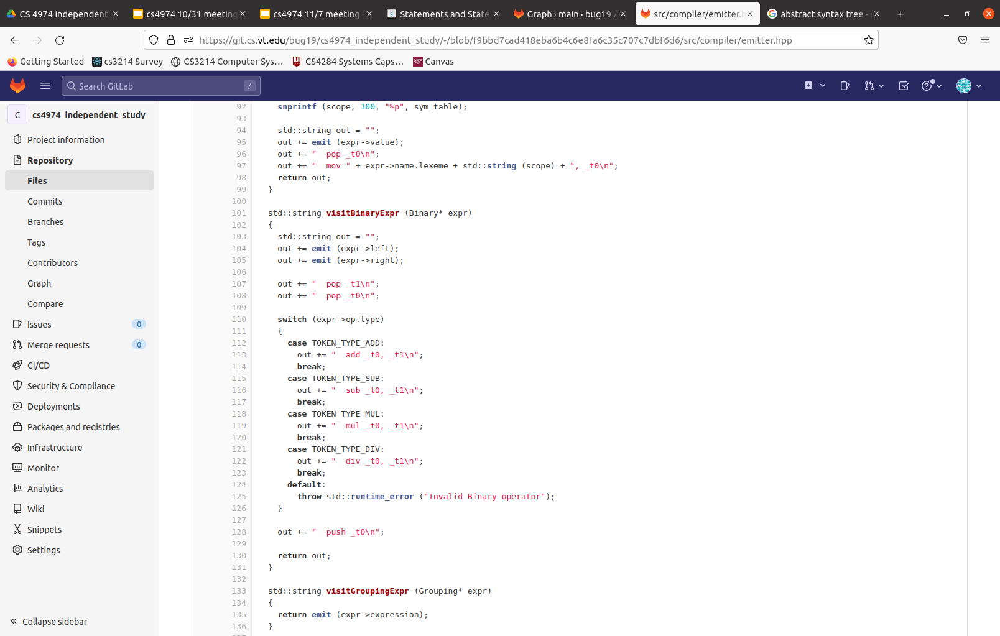 CS 4974 independent
cs4974 10/31 meeting
cs4974 11/7 meeting -
Statements and State
Graph · main · bug19 /
src/compiler/emitter.h
abstract syntax tree -
https://git.cs.vt.edu/bug19/cs4974_independent_study/-/blob/f9bbd7cad418eba6b4c6e8fa6c35c707c7dbf6d6/src/compiler/emitter.hpp
Getting Started
cs3214 Survey
CS3214 Computer Sys...
CS4284 Systems Caps...
Canvas
Search GitLab
/
C
cs4974_independent_study
Project information
Repository
Files
Commits
Branches
Tags
Contributors
Graph
Compare
Issues 0
Merge requests 0
CI/CD
Security & Compliance
Deployments
Packages and registries
Infrastructure
Monitor
Analytics
Wiki
Snippets
Settings
Collapse sidebar
92 snprintf (scope, 100, "%p", sym_table);
93
94 std::string out = "";
95 out += emit (expr->value);
96 out += "  pop _t0\n";
97 out += "  mov " + expr->name.lexeme + std::string (scope) + ", _t0\n";
98 return out;
99 }
100
101 std::string visitBinaryExpr (Binary* expr)
102 {
103 std::string out = "";
104 out += emit (expr->left);
105 out += emit (expr->right);
106
107 out += "  pop _t1\n";
108 out += "  pop _t0\n";
109
110 switch (expr->op.type)
111 {
112 case TOKEN_TYPE_ADD:
113 out += "  add _t0, _t1\n";
114 break;
115 case TOKEN_TYPE_SUB:
116 out += "  sub _t0, _t1\n";
117 break;
118 case TOKEN_TYPE_MUL:
119 out += "  mul _t0, _t1\n";
120 break;
121 case TOKEN_TYPE_DIV:
122 out += "  div _t0, _t1\n";
123 break;
124 default:
125 throw std::runtime_error ("Invalid Binary operator");
126 }
127
128 out += "  push _t0\n";
129
130 return out;
131 }
132
133 std::string visitGroupingExpr (Grouping* expr)
134 {
135 return emit (expr->expression);
136 }